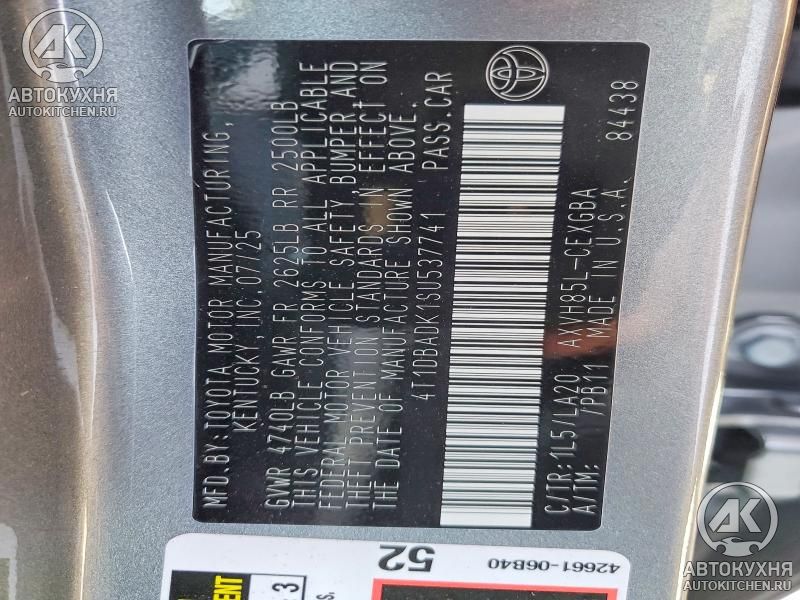 MFD.BY:TOYOTA MOTOR MANUFACTURING,
KENTUCKY, INC. 07/25
GVWR 4740LB GAWR FR 2625LB RR 2500LB
THIS VEHICLE CONFORMS TO ALL APPLICABLE
FEDERAL MOTOR VEHICLE SAFETY BUMPER, AND
THEFT PREVENTION STANDARDS IN EFFECT ON
THE DATE OF MANUFACTURE SHOWN ABOVE.
4T1DBADK1SU537741 PASS.CAR
C/TR:1L5/LA20 AXVH85L-CEXGBA
A/TM: /PB11 MADE IN U.S.A. 84438
52
42661-06B40
АК
АВТОКУХНЯ
AUTOKITCHEN.RU
АК
АВТОКУХНЯ
AUTOKITCHEN.RU